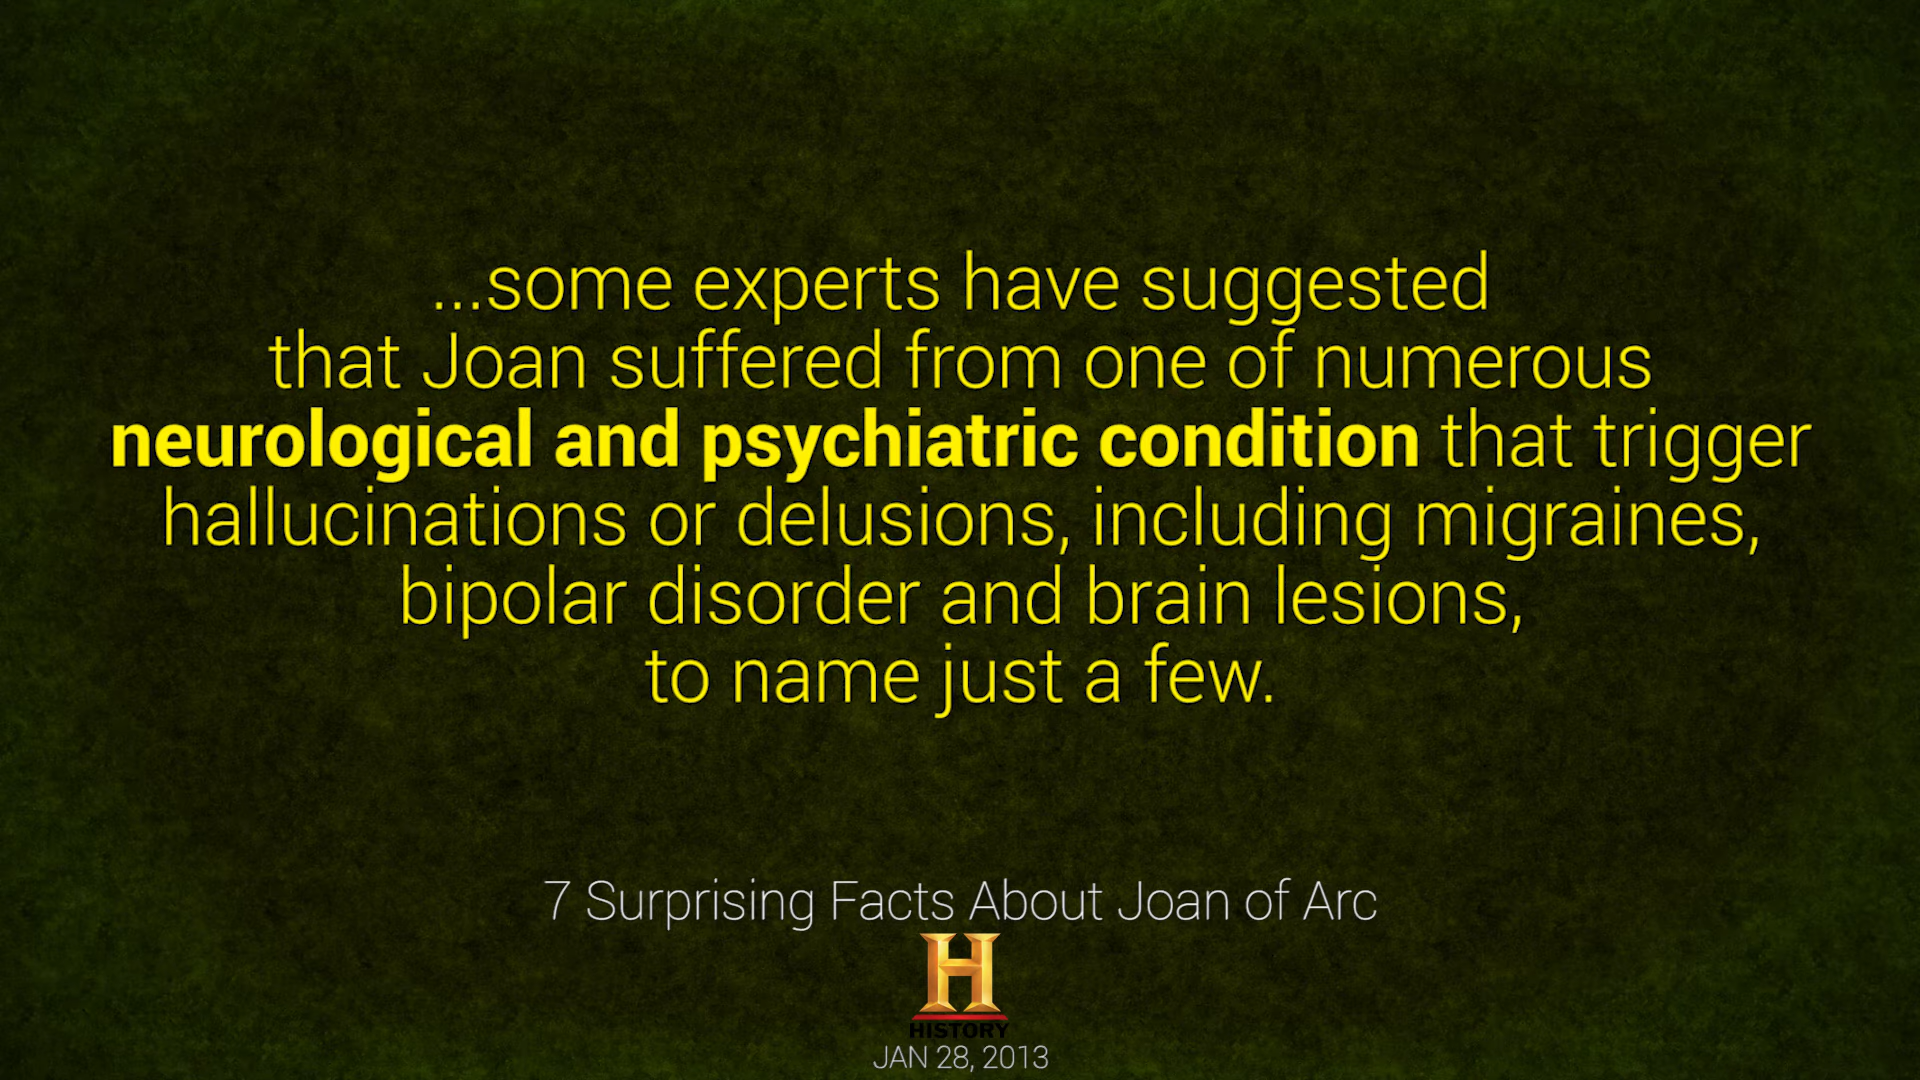 ...some experts have suggested
that Joan suffered from one of numerous
neurological and psychiatric condition that trigger
hallucinations or delusions, including migraines,
bipolar disorder and brain lesions,
to name just a few.
7 Surprising Facts About Joan of Arc
H
HISTORY
JAN 28, 2013